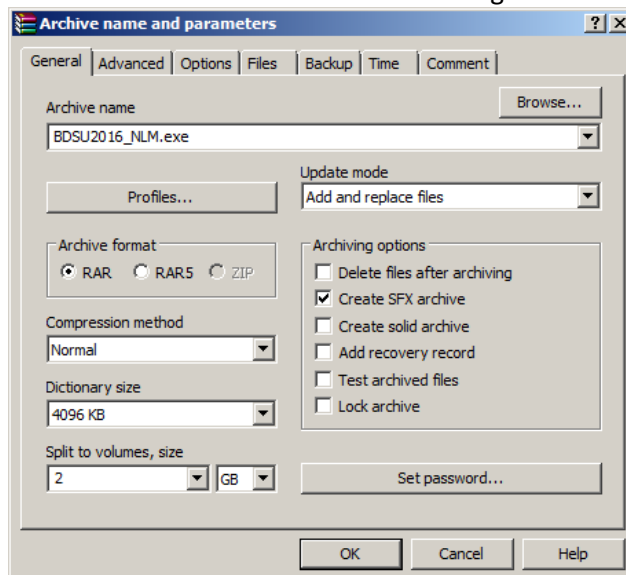 Archive name and parameters
General Advanced Options Files Backup Time Comment
Archive name
Browse...
BDSU2016_NLM.exe
Update mode
Profiles...
Add and replace files
Archive format
RAR RAR5 ZIP
Archiving options
Delete files after archiving
Create SFX archive
Create solid archive
Add recovery record
Test archived files
Lock archive
Compression method
Normal
Dictionary size
4096 KB
Split to volumes, size
2 GB
Set password...
OK Cancel Help